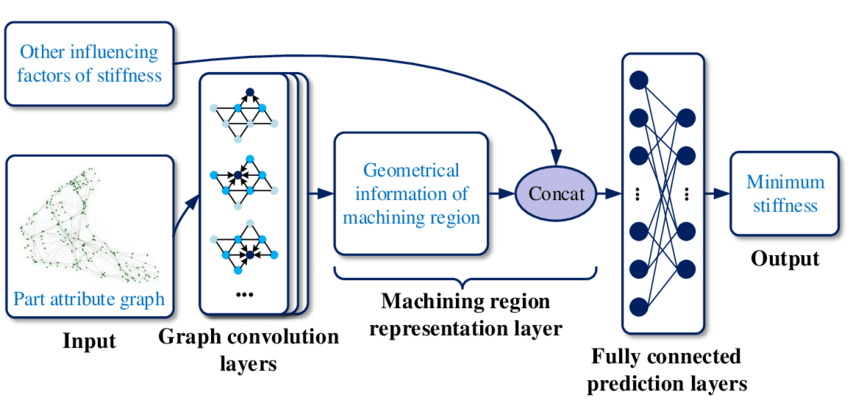 Other influencing
factors of stiffness
Part attribute graph
Input
Graph convolution
layers
Geometrical
information of
machining region
Concat
Machining region
representation layer
Fully connected
prediction layers
Minimum
stiffness
Output